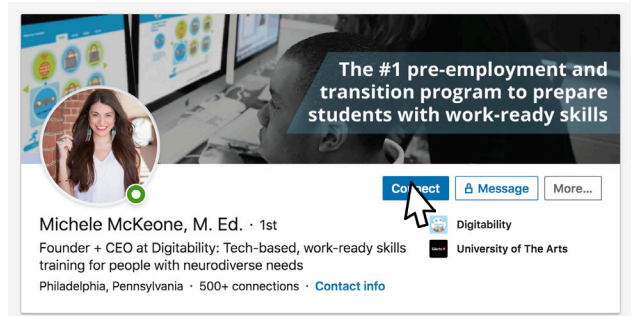 The #1 pre-employment and
transition program to prepare
students with work-ready skills
Connect
Message
More...
Michele McKeone, M. Ed. · 1st
Founder + CEO at Digitability: Tech-based, work-ready skills
training for people with neurodiverse needs
Philadelphia, Pennsylvania · 500+ connections · Contact info
Digitability
University of The Arts